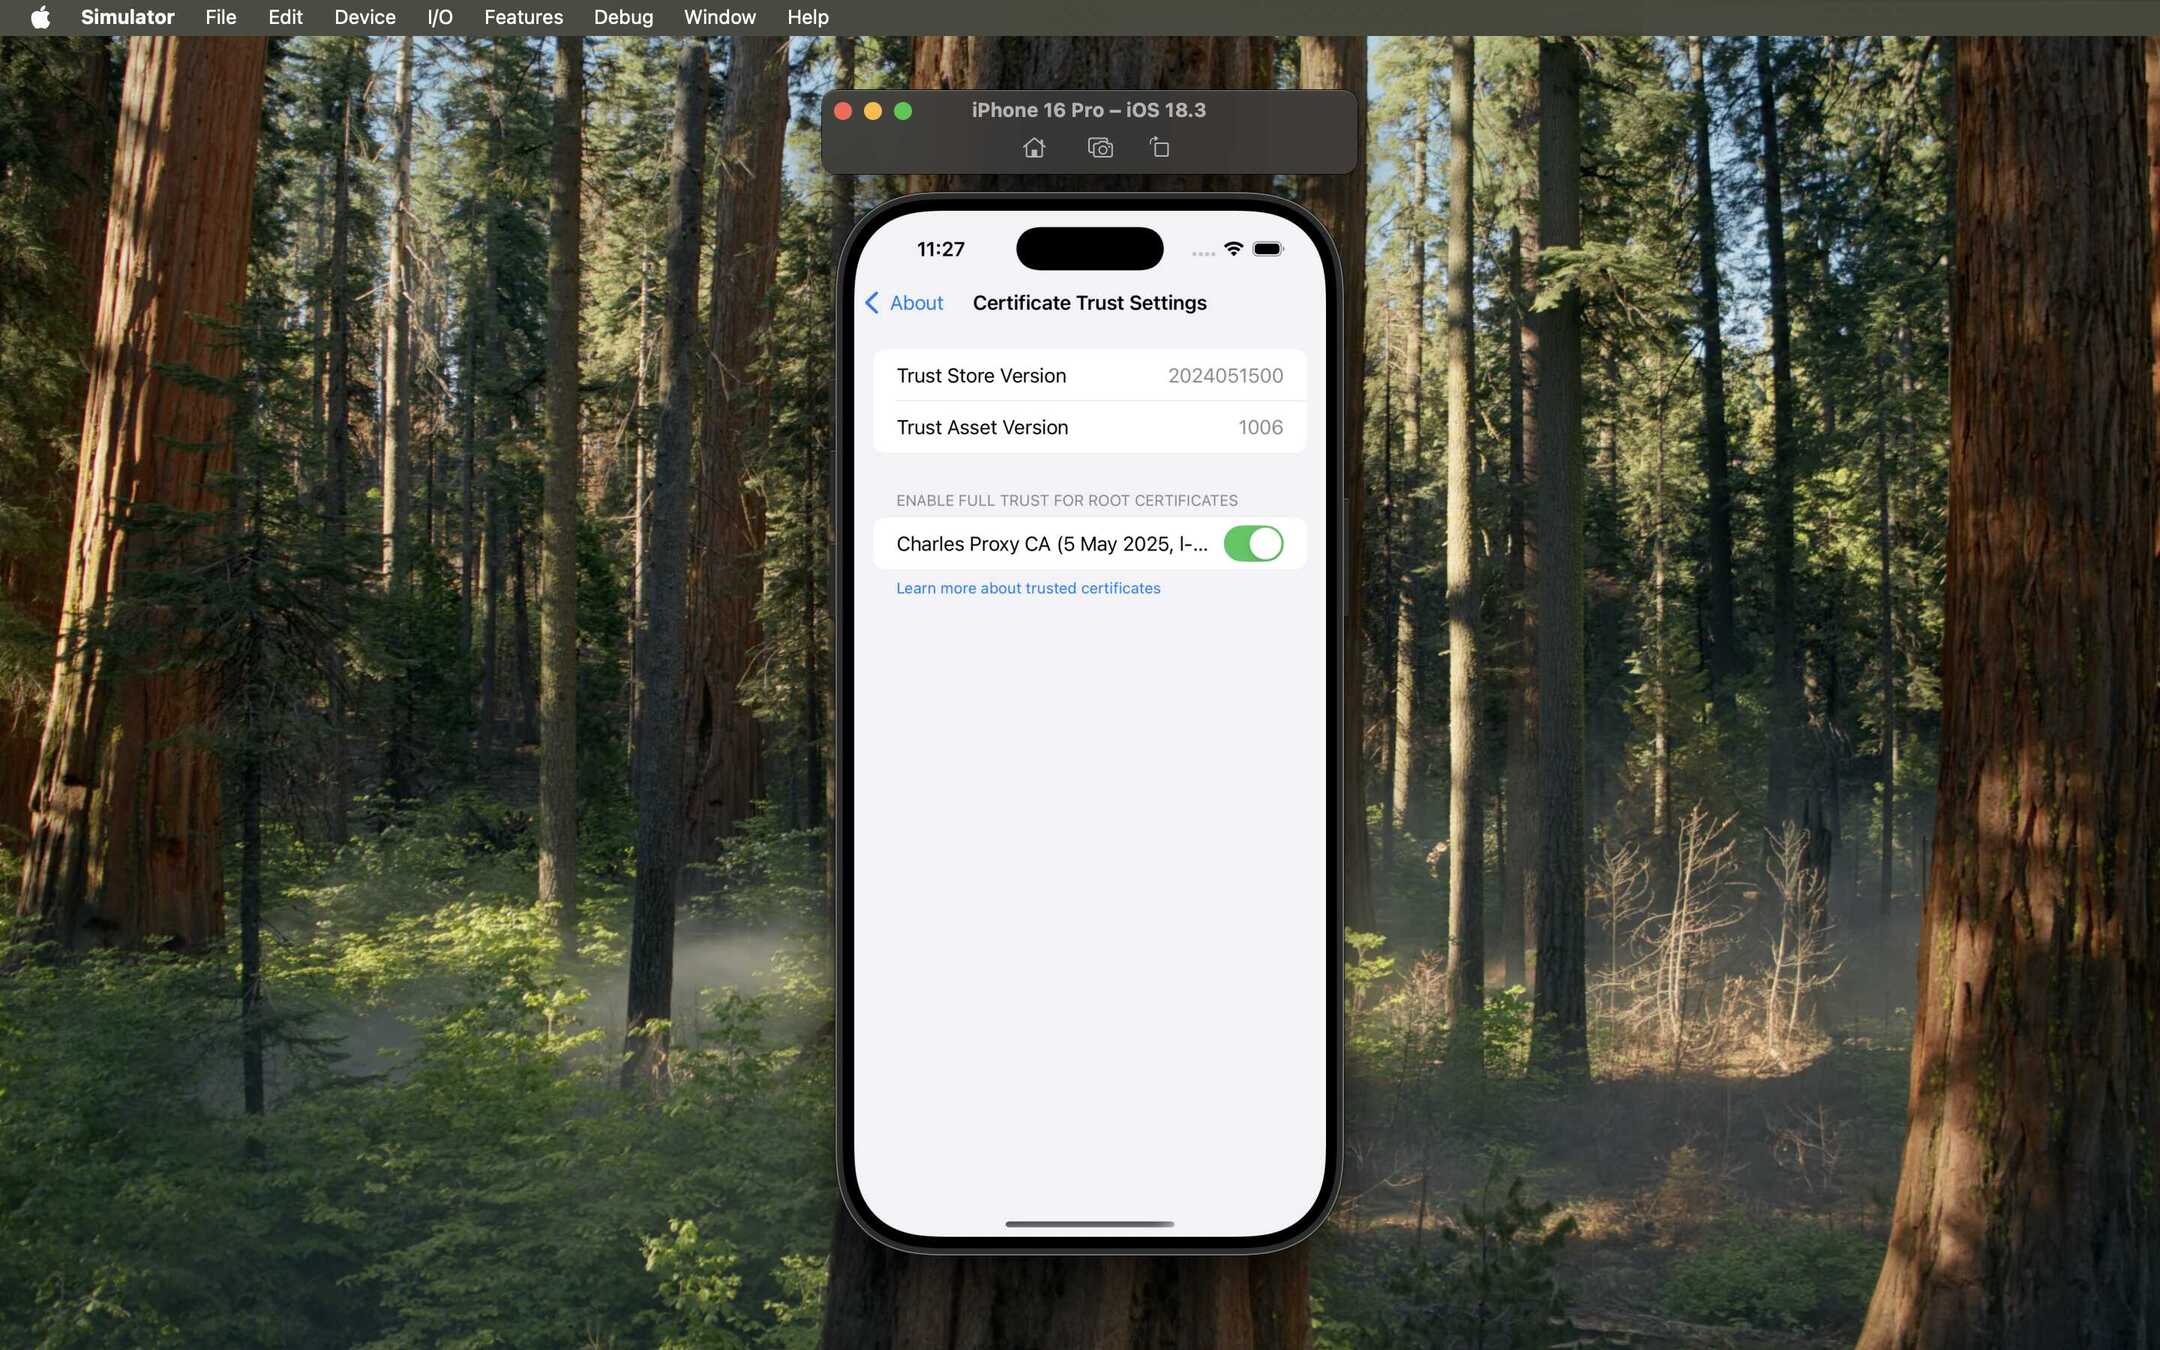 Simulator File Edit Device I/O Features Debug Window Help
iPhone 16 Pro – iOS 18.3
11:27
About Certificate Trust Settings
Trust Store Version 2024051500
Trust Asset Version 1006
ENABLE FULL TRUST FOR ROOT CERTIFICATES
Charles Proxy CA (5 May 2025, l-...
Learn more about trusted certificates